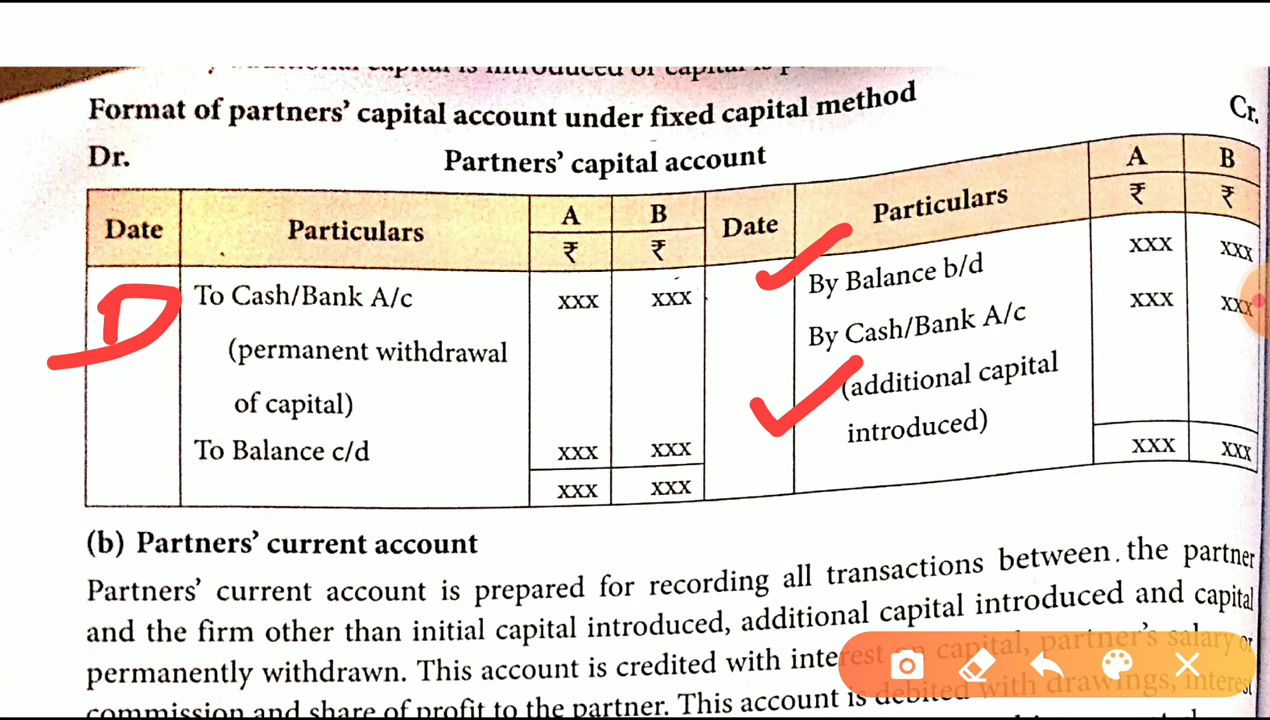 Format of partners' capital account under fixed capital method
Dr.
Partners' capital account
Cr.
Date Particulars A B Date Particulars A B
₹ ₹ ₹ ₹
To Cash/Bank A/c xxx xxx By Balance b/d xxx xxx
(permanent withdrawal By Cash/Bank A/c xxx xxx
of capital) (additional capital
To Balance c/d xxx xxx introduced)
xxx xxx xxx xxx
(b) Partners' current account
Partners' current account is prepared for recording all transactions between the partner
and the firm other than initial capital introduced, additional capital introduced and capital
permanently withdrawn. This account is credited with interest on capital, partner's salary or
commission and share of profit to the partner. This account is debited with drawings, interest